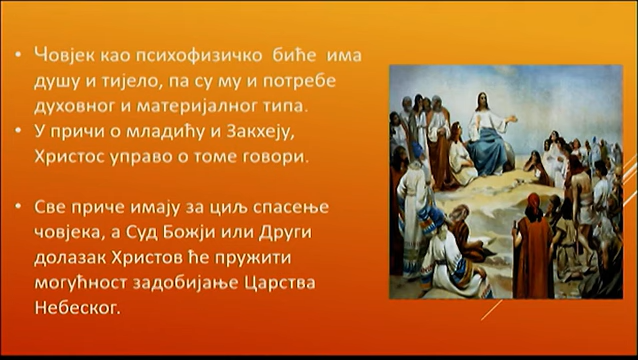 Човјек као психофизичко биће има
душу и тијело, па су му и потребе
духовног и материјалног типа.
У причи о младићу и Закхеју,
Христос управо о томе говори.
Све приче имају за циљ спасење
човјека, а Суд Божји или Други
долазак Христов ће пружити
могућност задобијање Царства
Небеског.